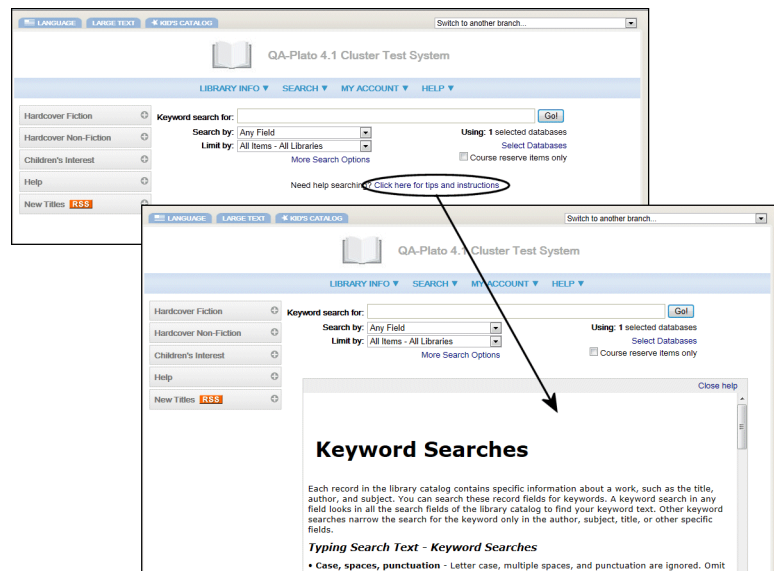 LANGUAGE LARGE TEXT KID'S CATALOG Switch to another branch...
QA-Plato 4.1 Cluster Test System
LIBRARY INFO ▼ SEARCH ▼ MY ACCOUNT ▼ HELP ▼
Hardcover Fiction
Hardcover Non-Fiction
Children's Interest
Help
New Titles RSS
Keyword search for: Go!
Search by: Any Field Using: 1 selected databases
Limit by: All Items - All Libraries Select Databases
More Search Options Course reserve items only
Need help searching? Click here for tips and instructions
LANGUAGE LARGE TEXT KID'S CATALOG Switch to another branch...
QA-Plato 4.1 Cluster Test System
LIBRARY INFO ▼ SEARCH ▼ MY ACCOUNT ▼ HELP ▼
Hardcover Fiction
Hardcover Non-Fiction
Children's Interest
Help
New Titles RSS
Keyword search for: Go!
Search by: Any Field Using: 1 selected databases
Limit by: All Items - All Libraries Select Databases
More Search Options Course reserve items only
Close help
Keyword Searches
Each record in the library catalog contains specific information about a work, such as the title,
author, and subject. You can search these record fields for keywords. A keyword search in any
field looks in all the search fields of the library catalog to find your keyword text. Other keyword
searches narrow the search for the keyword only in the author, subject, title, or other specific
fields.
Typing Search Text - Keyword Searches
• Case, spaces, punctuation - Letter case, multiple spaces, and punctuation are ignored. Omit